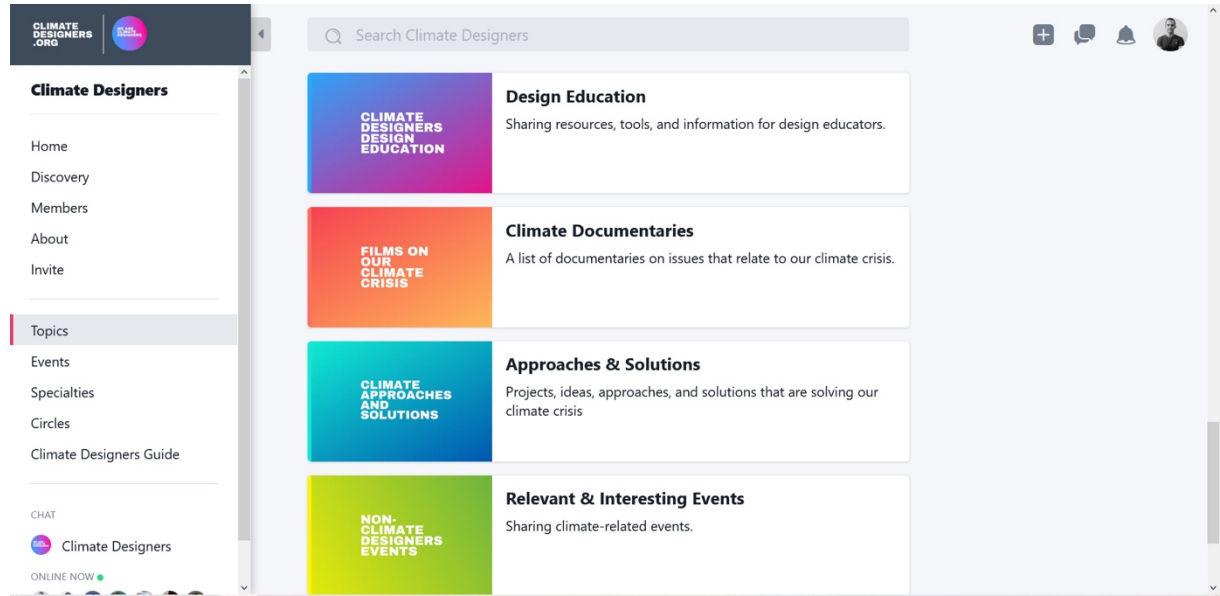 CLIMATE
DESIGNERS
.ORG
WE ARE
CLIMATE
DESIGNERS
Search Climate Designers
Climate Designers
Home
Discovery
Members
About
Invite
Topics
Events
Specialties
Circles
Climate Designers Guide
CHAT
Climate Designers
ONLINE NOW
CLIMATE
DESIGNERS
DESIGN
EDUCATION
Design Education
Sharing resources, tools, and information for design educators.
FILMS ON
OUR
CLIMATE
CRISIS
Climate Documentaries
A list of documentaries on issues that relate to our climate crisis.
CLIMATE
APPROACHES
AND
SOLUTIONS
Approaches & Solutions
Projects, ideas, approaches, and solutions that are solving our
climate crisis
NON-
CLIMATE
DESIGNERS
EVENTS
Relevant & Interesting Events
Sharing climate-related events.